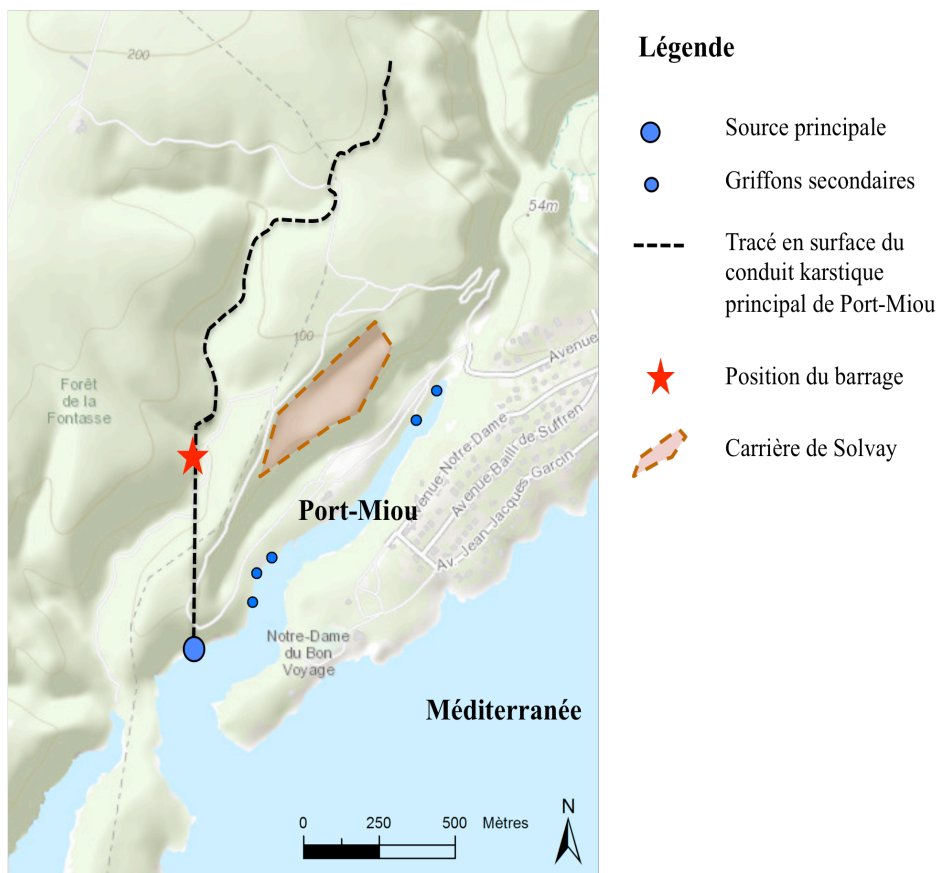 Légende
Source principale
Griffons secondaires
Tracé en surface du
conduit karstique
principal de Port-Miou
Position du barrage
Carrière de Solvay
200
54m
100
Forêt
de la
Fontasse
Avenue
Avenue Notre-Dame
Avenue Bailli de Suffren
Av. Jean-Jacques Garcin
Port-Miou
Notre-Dame
du Bon
Voyage
Méditerranée
N
0 250 500 Mètres